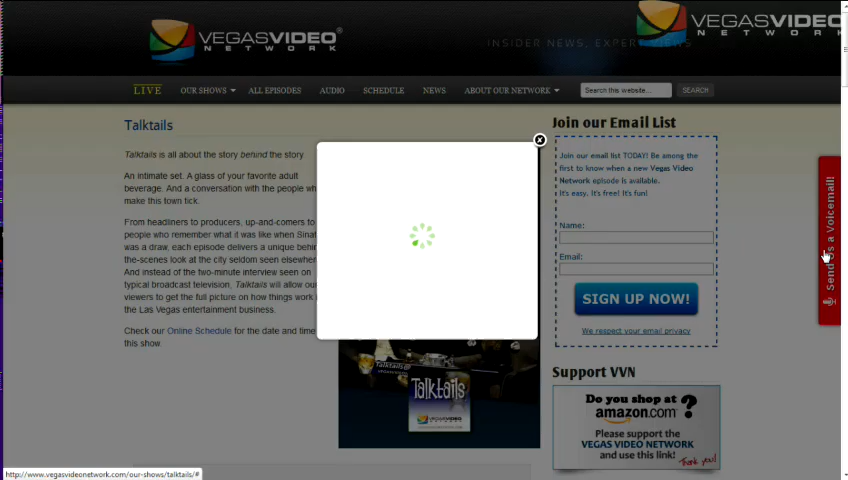 VEGASVIDEO
NETWORK
VEGASVIDEO
NETWORK
INSIDER NEWS, EXPERT VIEWS
LIVE OUR SHOWS ALL EPISODES AUDIO SCHEDULE NEWS ABOUT OUR NETWORK Search this website... SEARCH
Talktails
Talktails is all about the story behind the story
An intimate set. A glass of your favorite adult
beverage. And a conversation with the people wh
make this town tick.
From headliners to producers, up-and-comers to
people who remember what it was like when Sinat
was a draw, each episode delivers a unique behin
the-scenes look at the city seldom seen elsewhere
And instead of the two-minute interview seen on
typical broadcast television, Talktails will allow our
viewers to get the full picture on how things work i
the Las Vegas entertainment business.
Check our Online Schedule for the date and time
this show.
Talktails
VEGASVIDEO
Join our Email List
Join our email list TODAY! Be among the
first to know when a new Vegas Video
Network episode is available.
It's easy. It's free! It's fun!
Name:
Email:
SIGN UP NOW!
We respect your email privacy
Support VVN
Do you shop at
amazon.com ?
Please support the
VEGAS VIDEO NETWORK
and use this link!
Thank you!
Send Us a Voicemail!
http://www.vegasvideonetwork.com/our-shows/talktails/#